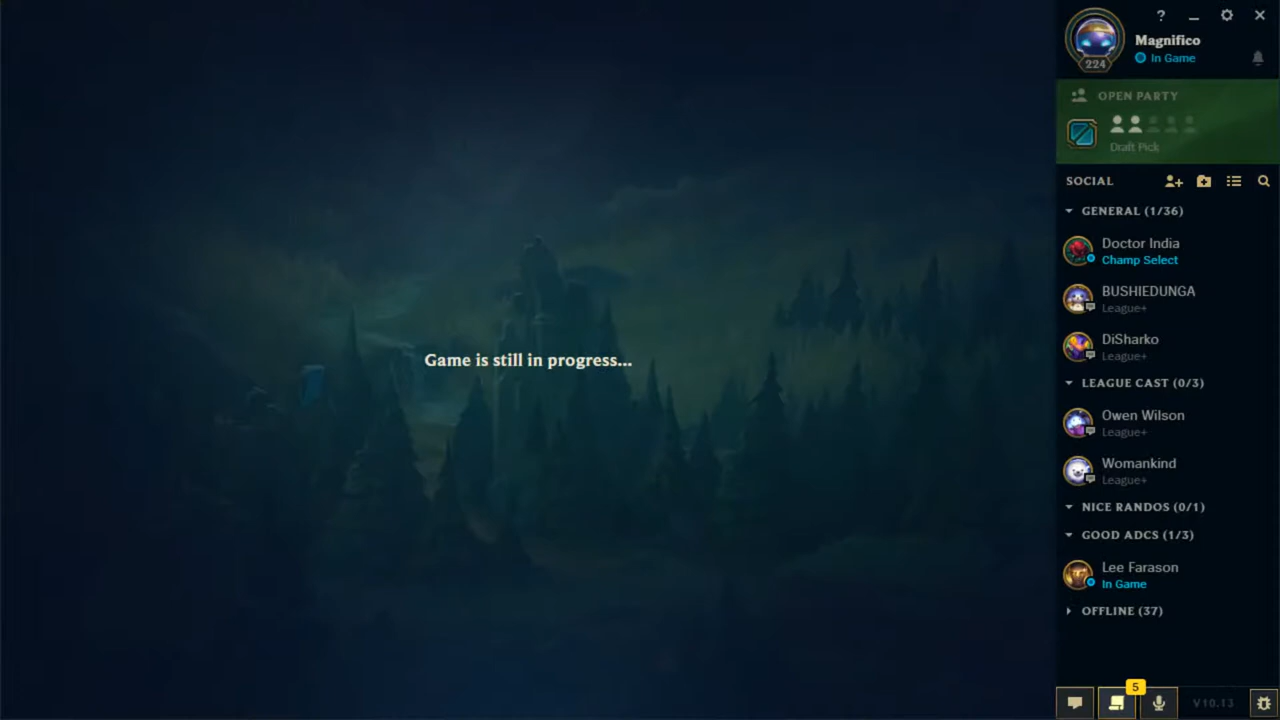 ?
Magnifico
In Game
224
OPEN PARTY
Draft Pick
SOCIAL
GENERAL (1/36)
Doctor India
Champ Select
BUSHIEDUNGA
League+
DiSharko
League+
LEAGUE CAST (0/3)
Owen Wilson
League+
Womankind
League+
NICE RANDOS (0/1)
GOOD ADCS (1/3)
Lee Farason
In Game
OFFLINE (37)
Game is still in progress...
5
V10.13